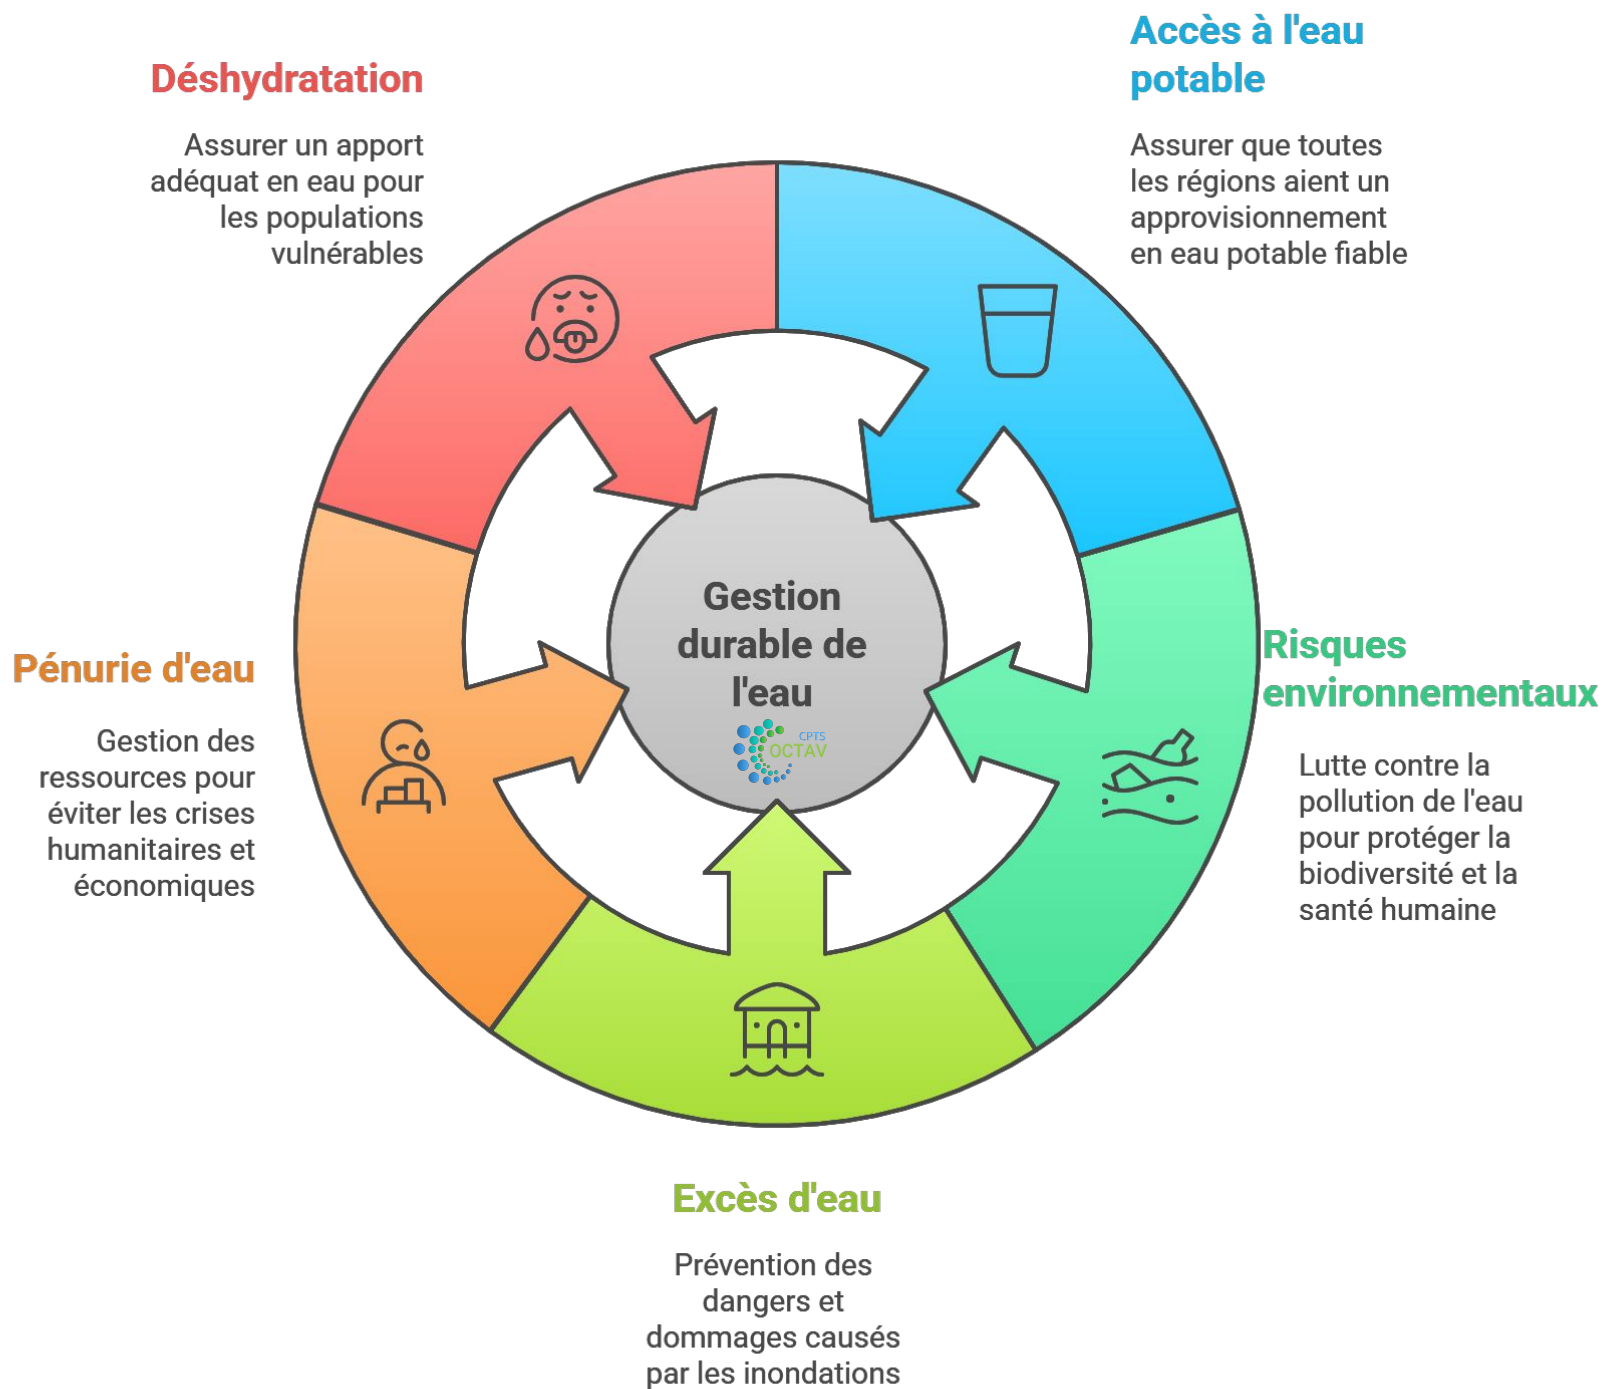 Déshydratation
Assurer un apport
adéquat en eau pour
les populations
vulnérables
Accès à l'eau
potable
Assurer que toutes
les régions aient un
approvisionnement
en eau potable fiable
Gestion
durable de
l'eau
CPTS
OCTAV
Pénurie d'eau
Gestion des
ressources pour
éviter les crises
humanitaires et
économiques
Risques
environnementaux
Lutte contre la
pollution de l'eau
pour protéger la
biodiversité et la
santé humaine
Excès d'eau
Prévention des
dangers et
dommages causés
par les inondations